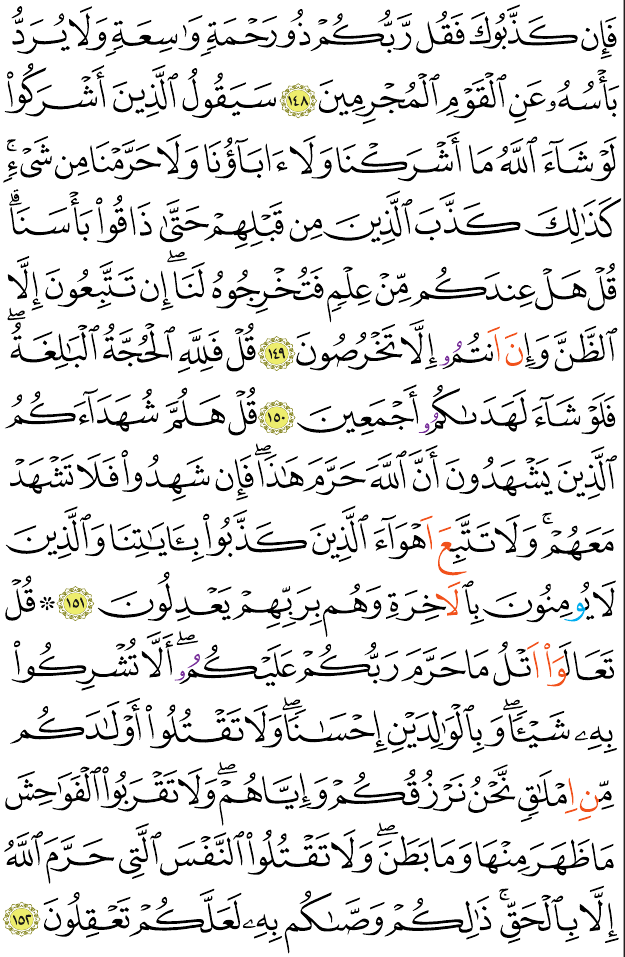 فَإِن كَذَّبُوكَ فَقُل رَّبُّكُمْ ذُو رَحْمَةٍ وَٰسِعَةٍ وَلَا يُرَدُّ
بَأْسُهُۥ عَنِ ٱلْقَوْمِ ٱلْمُجْرِمِينَ ١٤٨ سَيَقُولُ ٱلَّذِينَ أَشْرَكُوا۟
لَوْ شَآءَ ٱللَّهُ مَا أَشْرَكْنَا وَلَا ءَابَآؤُنَا وَلَا حَرَّمْنَا مِن شَىْءٍۚ
كَذَٰلِكَ كَذَّبَ ٱلَّذِينَ مِن قَبْلِهِمْ حَتَّىٰ ذَاقُوا۟ بَأْسَنَاۗ
قُلْ هَلْ عِندَكُم مِّنْ عِلْمٍ فَتُخْرِجُوهُ لَنَاۖ إِن تَتَّبِعُونَ إِلَّا
ٱلظَّنَّ وَإِنَ اَنتُمُۥ إِلَّا تَخْرُصُونَ ١٤٩ قُلْ فَلِلَّهِ ٱلْحُجَّةُ ٱلْبَٰلِغَةُۖ
فَلَوْ شَآءَ لَهَدَىٰكُمُۥ أَجْمَعِينَ ١٥٠ قُلْ هَلُمَّ شُهَدَآءَكُمُ
ٱلَّذِينَ يَشْهَدُونَ أَنَّ ٱللَّهَ حَرَّمَ هَٰذَاۖ فَإِن شَهِدُوا۟ فَلَا تَشْهَدْ
مَعَهُمْۚ وَلَا تَتَّبِعَ اَهْوَآءَ ٱلَّذِينَ كَذَّبُوا۟ بِـَٔايَٰتِنَا وَٱلَّذِينَ
لَا يُومِنُونَ بِٱلَاخِرَةِ وَهُم بِرَبِّهِمْ يَعْدِلُونَ ١٥١ ۞ قُلْ
تَعَالَوَا۟ اَتْلُ مَا حَرَّمَ رَبُّكُمْ عَلَيْكُمُۥۖ أَلَّا تُشْرِكُوا۟
بِهِۦ شَيْـًٔاۖ وَبِٱلْوَٰلِدَيْنِ إِحْسَٰنًاۖ وَلَا تَقْتُلُوا۟ أَوْلَٰدَكُم
مِّنِ اِمْلَٰقٍ نَّحْنُ نَرْزُقُكُمْ وَإِيَّاهُمْۖ وَلَا تَقْرَبُوا۟ ٱلْفَوَٰحِشَ
مَا ظَهَرَ مِنْهَا وَمَا بَطَنَۖ وَلَا تَقْتُلُوا۟ ٱلنَّفْسَ ٱلَّتِى حَرَّمَ ٱللَّهُ
إِلَّا بِٱلْحَقِّۚ ذَٰلِكُمْ وَصَّىٰكُم بِهِۦ لَعَلَّكُمْ تَعْقِلُونَ ١٥٢